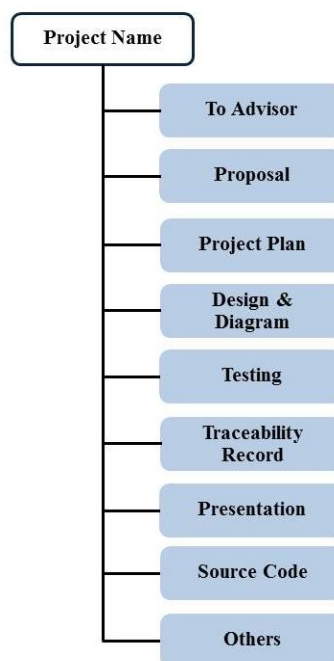 Project Name
To Advisor
Proposal
Project Plan
Design &
Diagram
Testing
Traceability
Record
Presentation
Source Code
Others